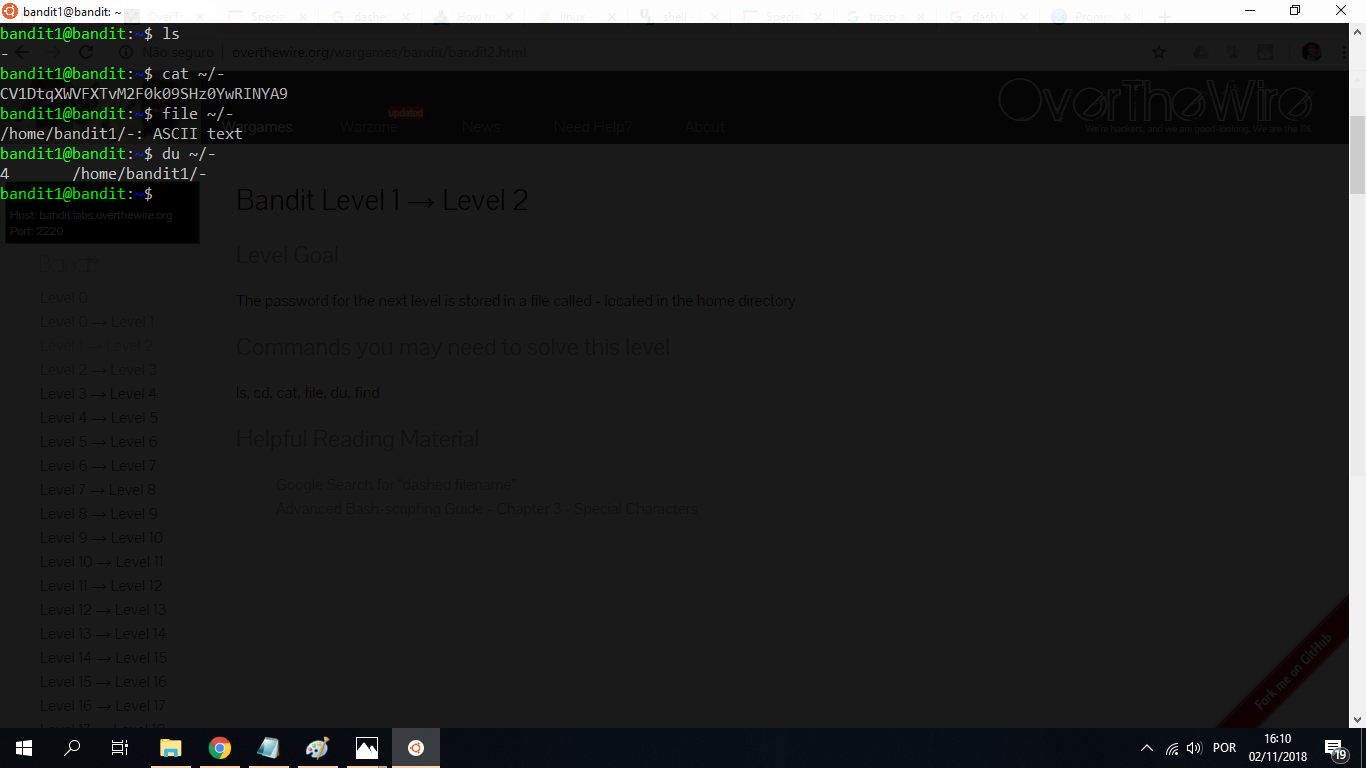 bandit1@bandit: ~
bandit1@bandit:~$ ls
-
bandit1@bandit:~$ cat ~/-
CV1DtqXWVFXTvM2F0k09SHz0YwRINYA9
bandit1@bandit:~$ file ~/-
/home/bandit1/-: ASCII text
bandit1@bandit:~$ du ~/-
4 /home/bandit1/-
bandit1@bandit:~$
Não seguro overthewire.org/wargames/bandit/bandit2.html
OverTheWire
We're hackers, and we are good-looking. We are the 1%.
updated
Wargames Warzone News Need Help? About
Host: bandit.labs.overthewire.org
Port: 2220
Bandit
Level 0
Level 0 → Level 1
Level 1 → Level 2
Level 2 → Level 3
Level 3 → Level 4
Level 4 → Level 5
Level 5 → Level 6
Level 6 → Level 7
Level 7 → Level 8
Level 8 → Level 9
Level 9 → Level 10
Level 10 → Level 11
Level 11 → Level 12
Level 12 → Level 13
Level 13 → Level 14
Level 14 → Level 15
Level 15 → Level 16
Level 16 → Level 17
Bandit Level 1 → Level 2
Level Goal
The password for the next level is stored in a file called - located in the home directory
Commands you may need to solve this level
ls, cd, cat, file, du, find
Helpful Reading Material
Google Search for "dashed filename"
Advanced Bash-scripting Guide - Chapter 3 - Special Characters
Fork me on GitHub
POR
16:10
02/11/2018
19